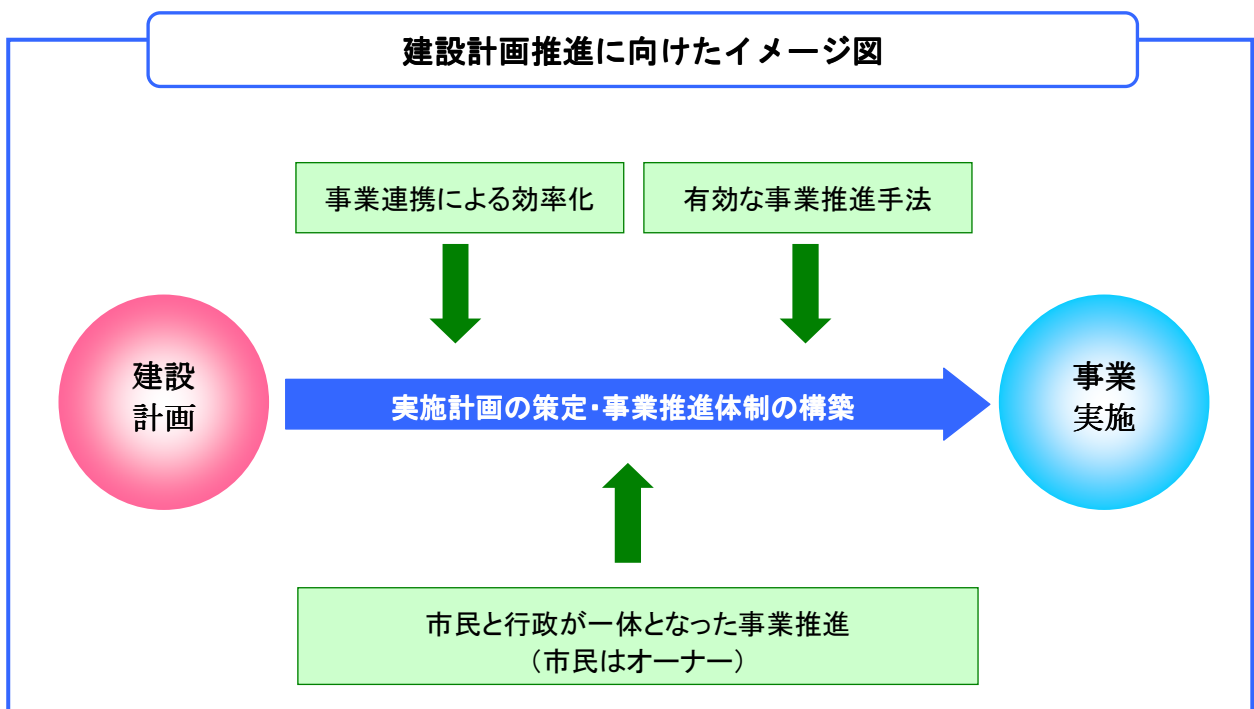 建設計画推進に向けたイメージ図
事業連携による効率化
有効な事業推進手法
建設
計画
実施計画の策定・事業推進体制の構築
事業
実施
市民と行政が一体となった事業推進
（市民はオーナー）